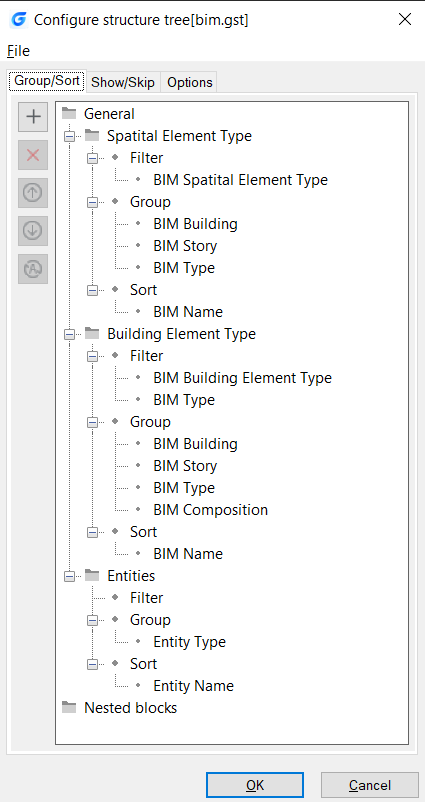 Configure structure tree[bim.gst]
File
Group/Sort Show/Skip Options
General
Spatital Element Type
Filter
BIM Spatital Element Type
Group
BIM Building
BIM Story
BIM Type
Sort
BIM Name
Building Element Type
Filter
BIM Building Element Type
BIM Type
Group
BIM Building
BIM Story
BIM Type
BIM Composition
Sort
BIM Name
Entities
Filter
Group
Entity Type
Sort
Entity Name
Nested blocks
OK Cancel